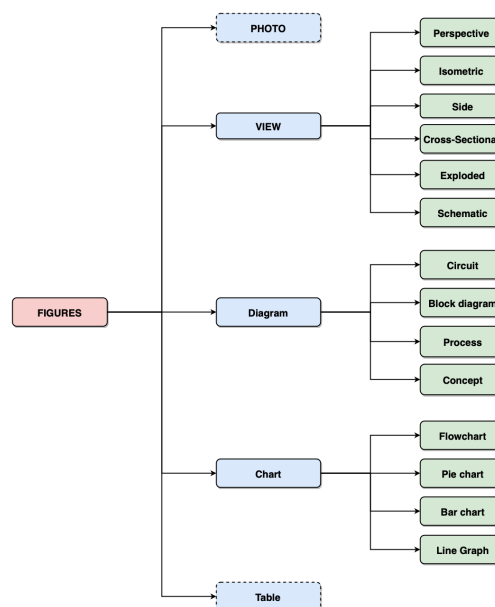 PHOTO
Perspective
Isometric
Side
VIEW
Cross-Sectiona
Exploded
Schematic
Circuit
Block diagram
FIGURES
Diagram
Process
Concept
Flowchart
Chart
Pie chart
Bar chart
Line Graph
Table